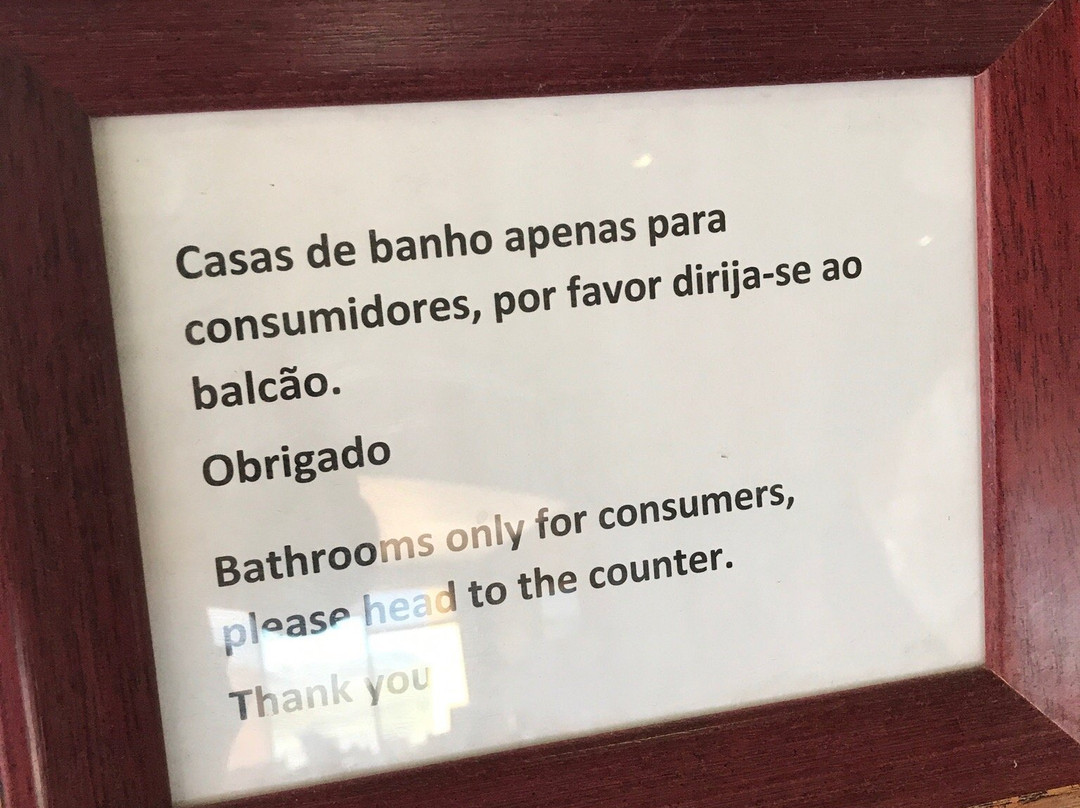 Casas de banho apenas para
consumidores, por favor dirija-se ao
balcão.
Obrigado
Bathrooms only for consumers,
please head to the counter.
Thank you